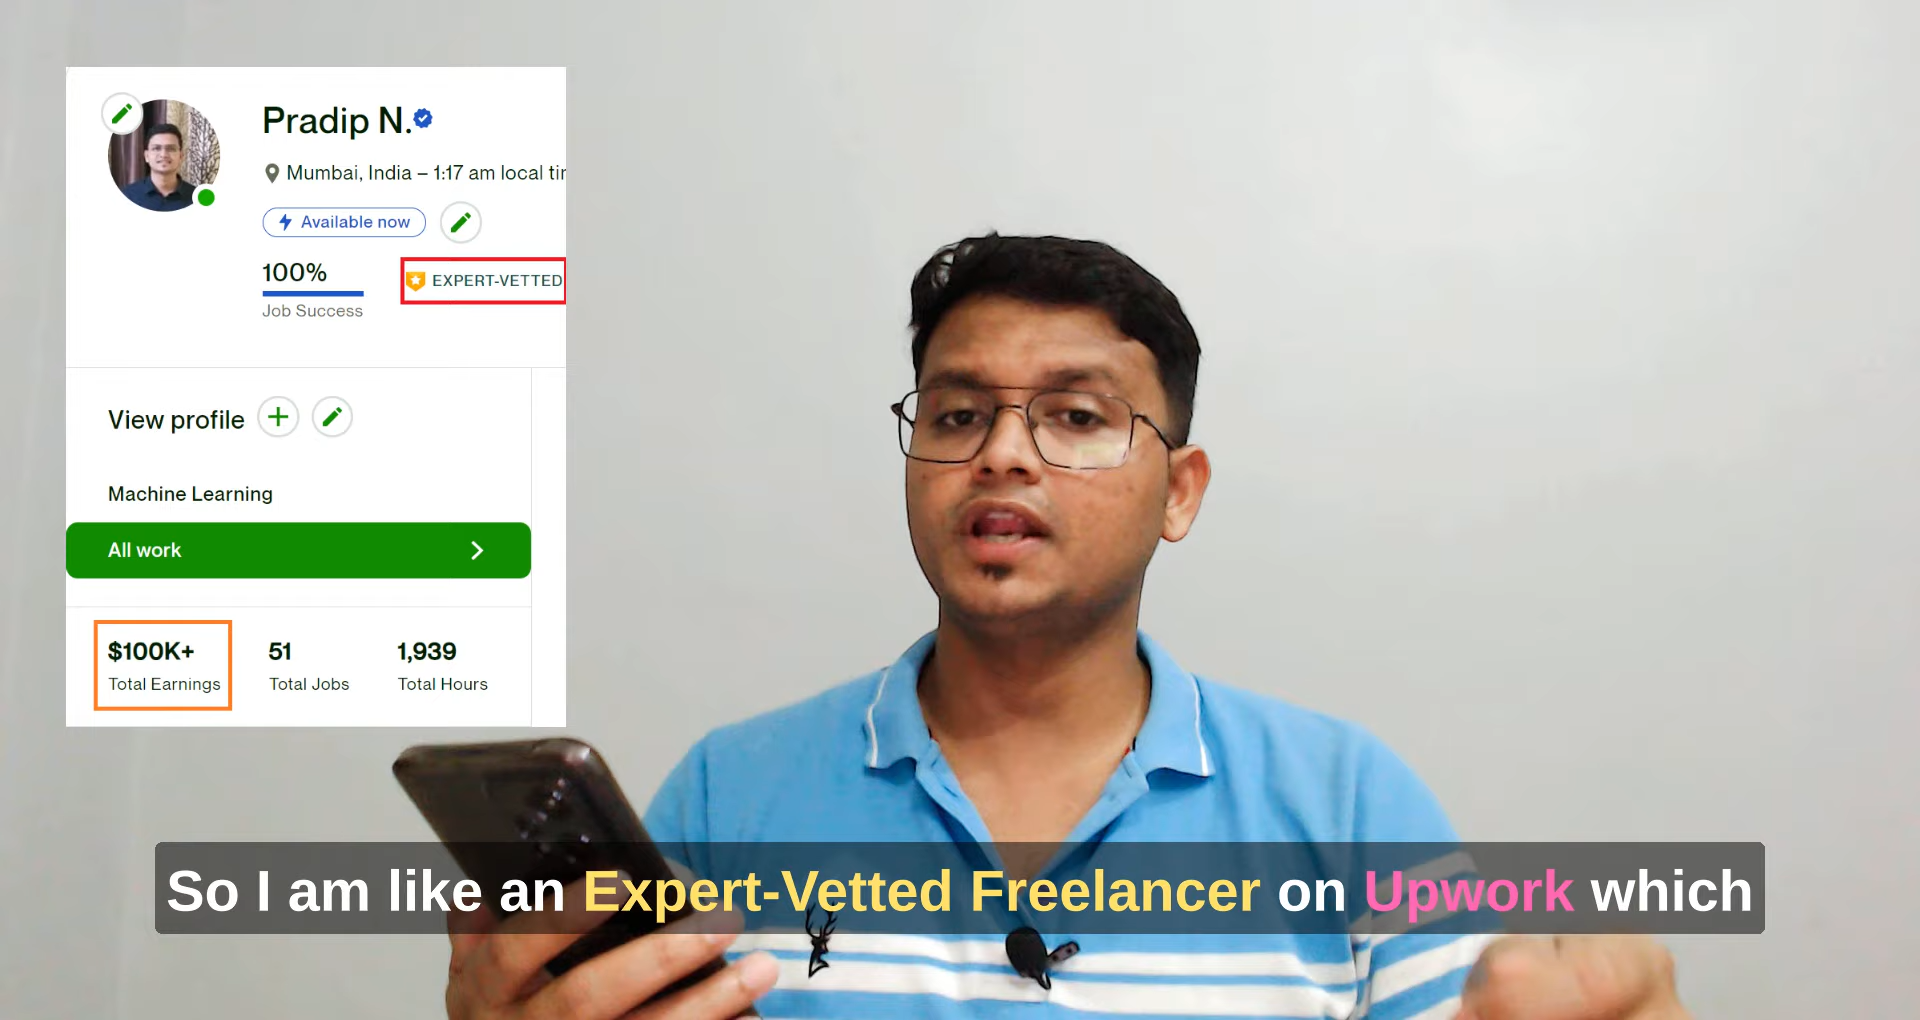 Pradip N.
Mumbai, India – 1:17 am local tir
Available now
100%
EXPERT-VETTED
Job Success
View profile
Machine Learning
All work
$100K+ 51 1,939
Total Earnings Total Jobs Total Hours
So I am like an Expert-Vetted Freelancer on Upwork which